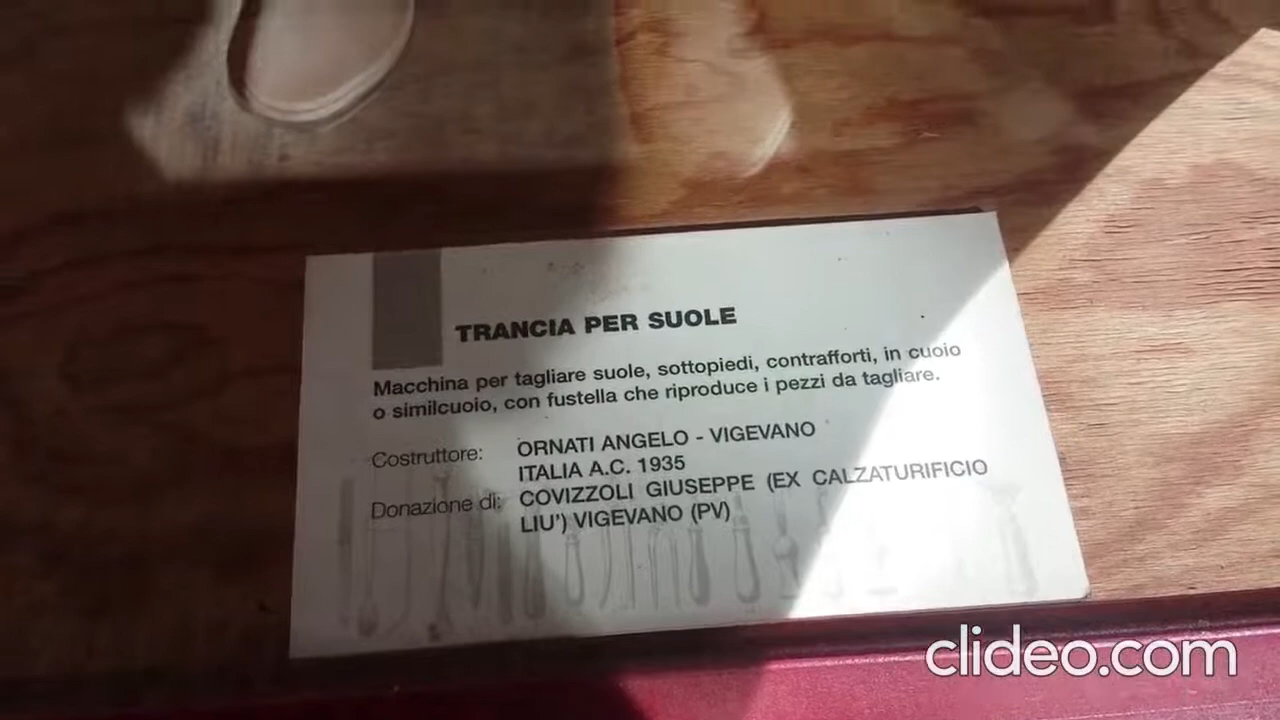 TRANCIA PER SUOLE
Macchina per tagliare suole, sottopiedi, contrafforti, in cuoio
o similcuoio, con fustella che riproduce i pezzi da tagliare.
Costruttore: ORNATI ANGELO - VIGEVANO
ITALIA A.C. 1935
Donazione di: COVIZZOLI GIUSEPPE (EX CALZATURIFICIO
LIU') VIGEVANO (PV)
clideo.com